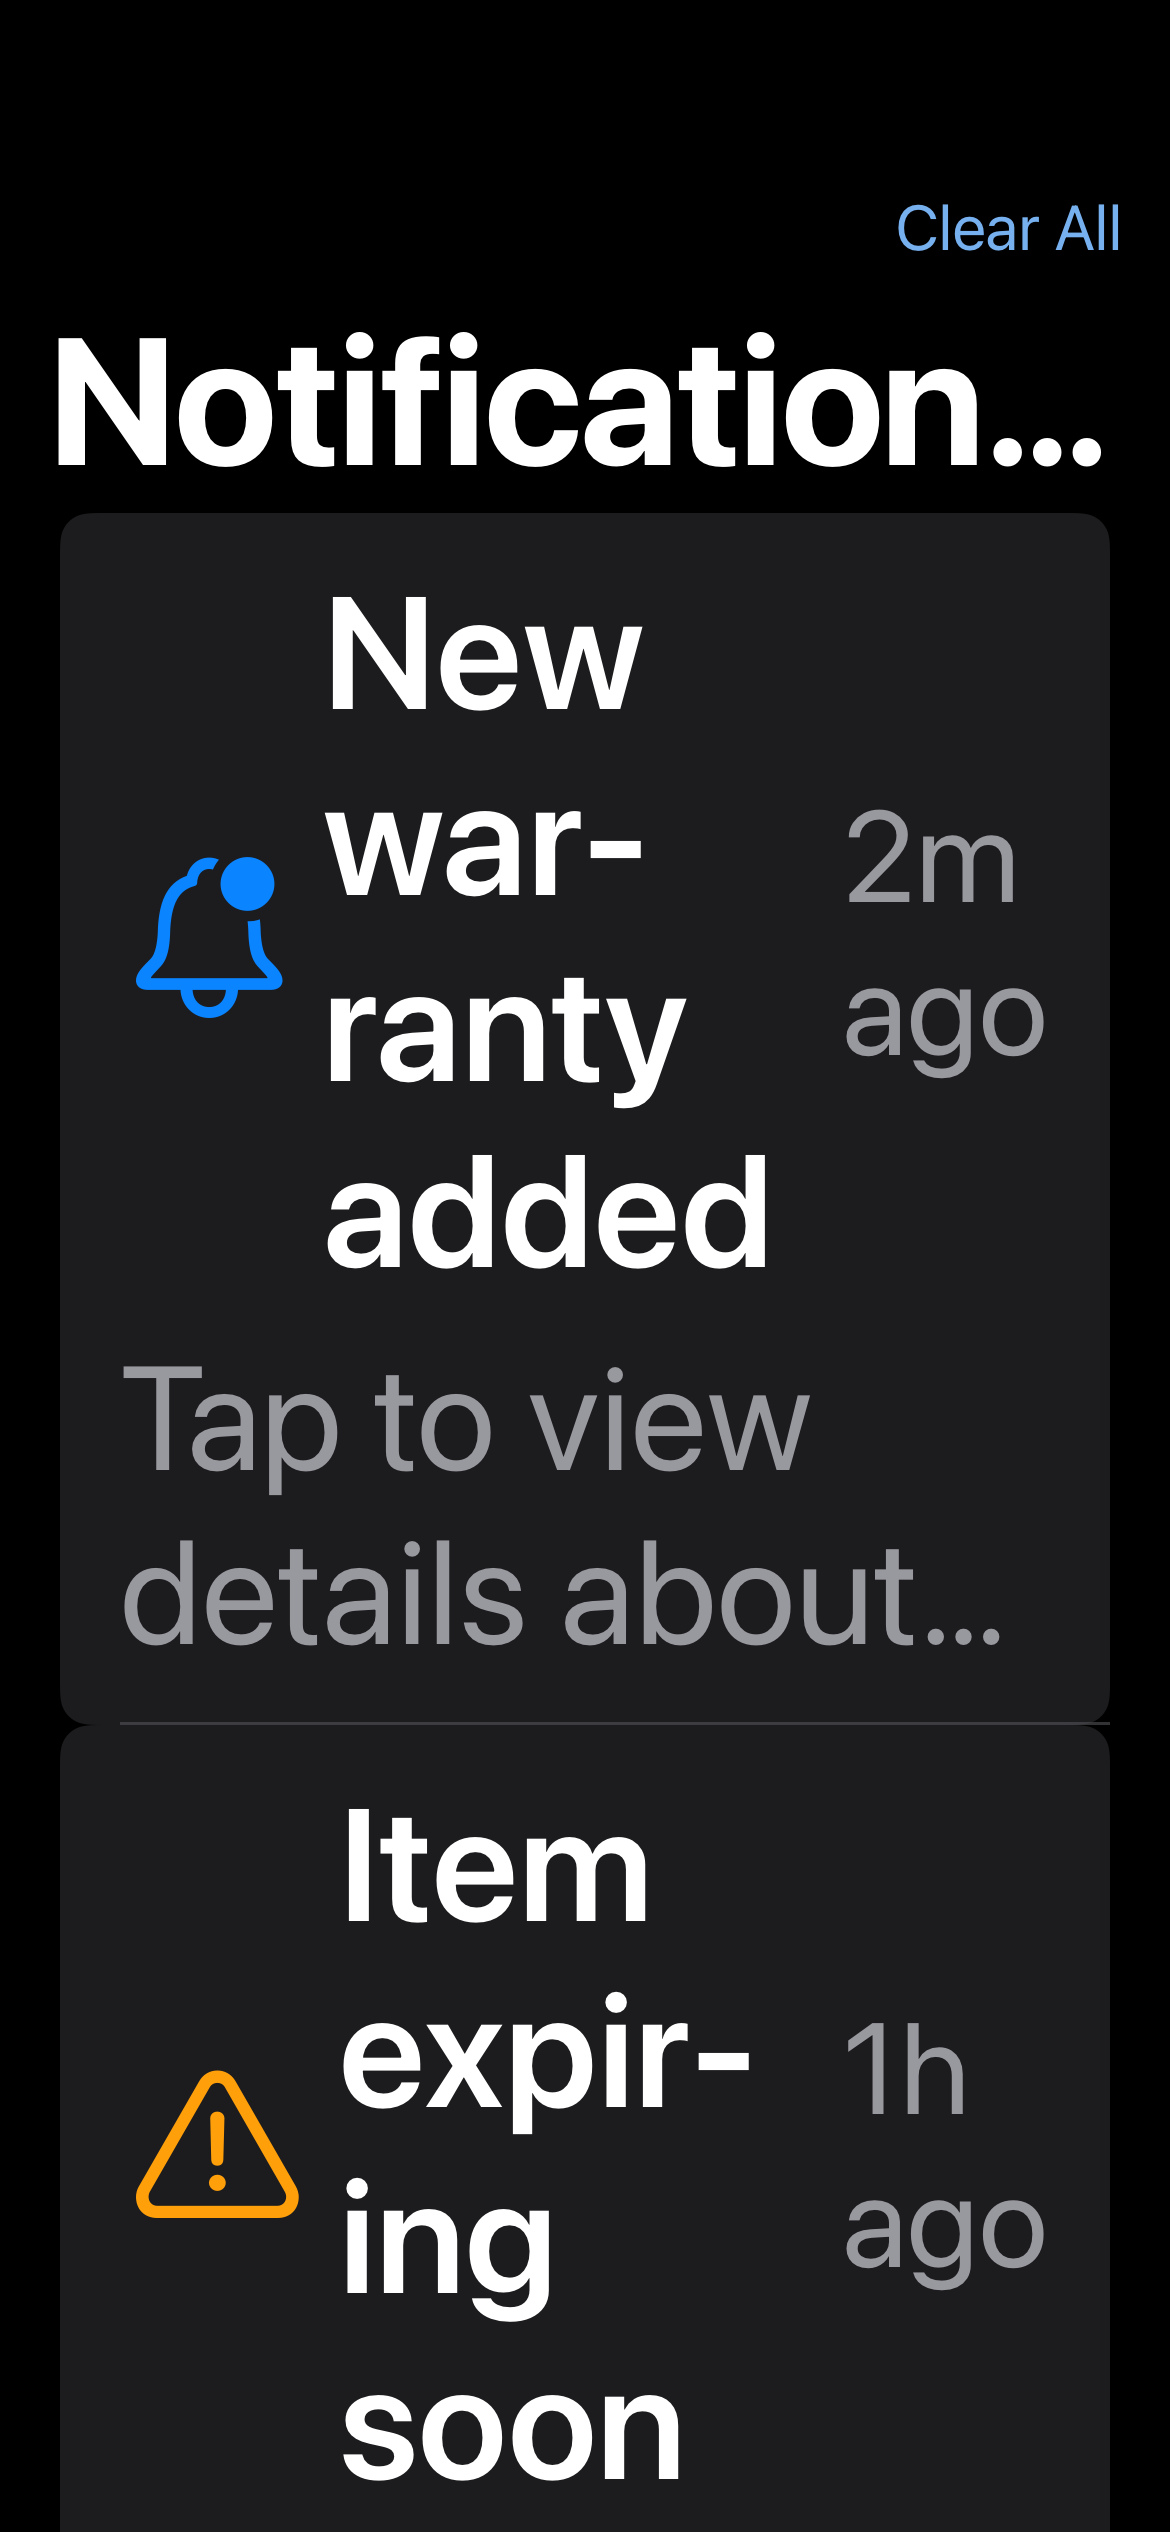 Clear All
Notification…
New
war-
ranty
added
2m
ago
Tap to view
details about…
Item
expir-
ing
soon
1h
ago